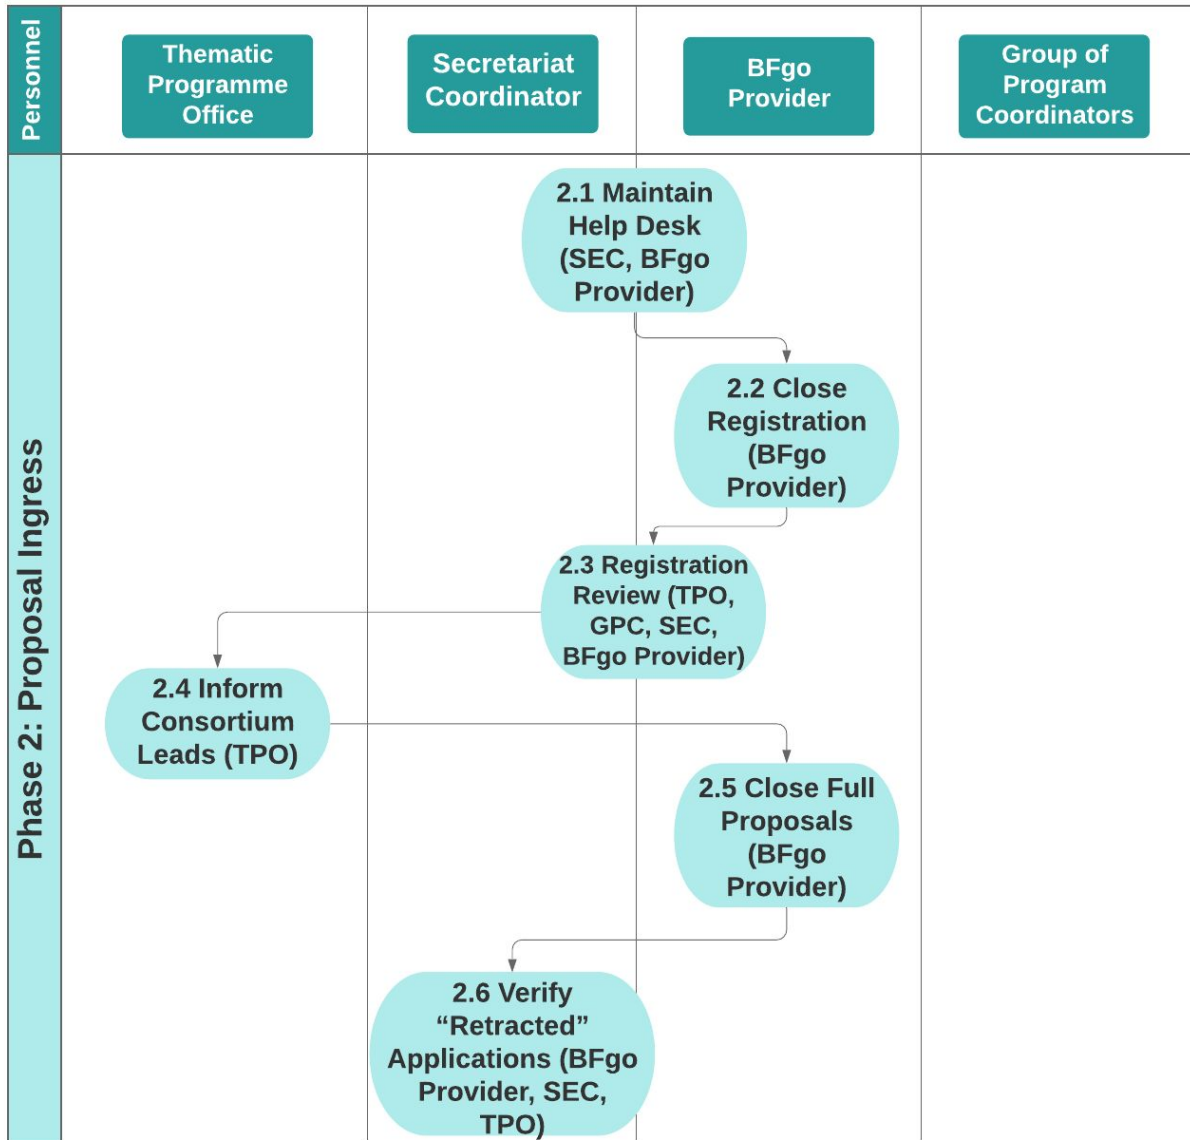 Personnel
Thematic
Programme
Office
Secretariat
Coordinator
BFgo
Provider
Group of
Program
Coordinators
Phase 2: Proposal Ingress
2.1 Maintain
Help Desk
(SEC, BFgo
Provider)
2.2 Close
Registration
(BFgo
Provider)
2.3 Registration
Review (TPO,
GPC, SEC,
BFgo Provider)
2.4 Inform
Consortium
Leads (TPO)
2.5 Close Full
Proposals
(BFgo
Provider)
2.6 Verify
“Retracted”
Applications (BFgo
Provider, SEC,
TPO)